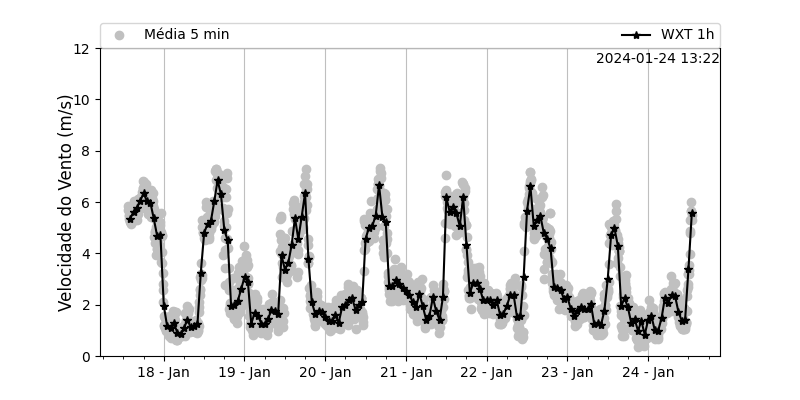 Média 5 min
WXT 1h
2024-01-24 13:22
Velocidade do Vento (m/s)
12
10
8
6
4
2
0
18 - Jan
19 - Jan
20 - Jan
21 - Jan
22 - Jan
23 - Jan
24 - Jan